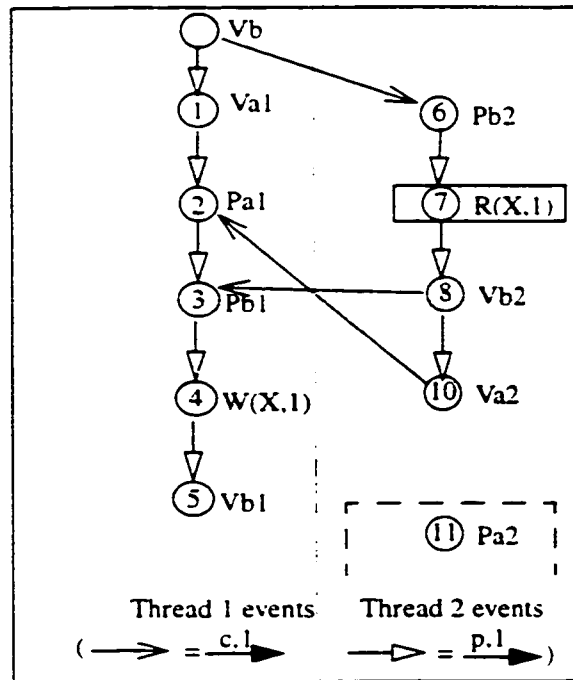 Vb
1 Va1
6 Pb2
2 Pa1
7 R(X,1)
3 Pb1
8 Vb2
4 W(X,1)
10 Va2
5 Vb1
11 Pa2
Thread 1 events Thread 2 events
( = c.1 = p.1 )